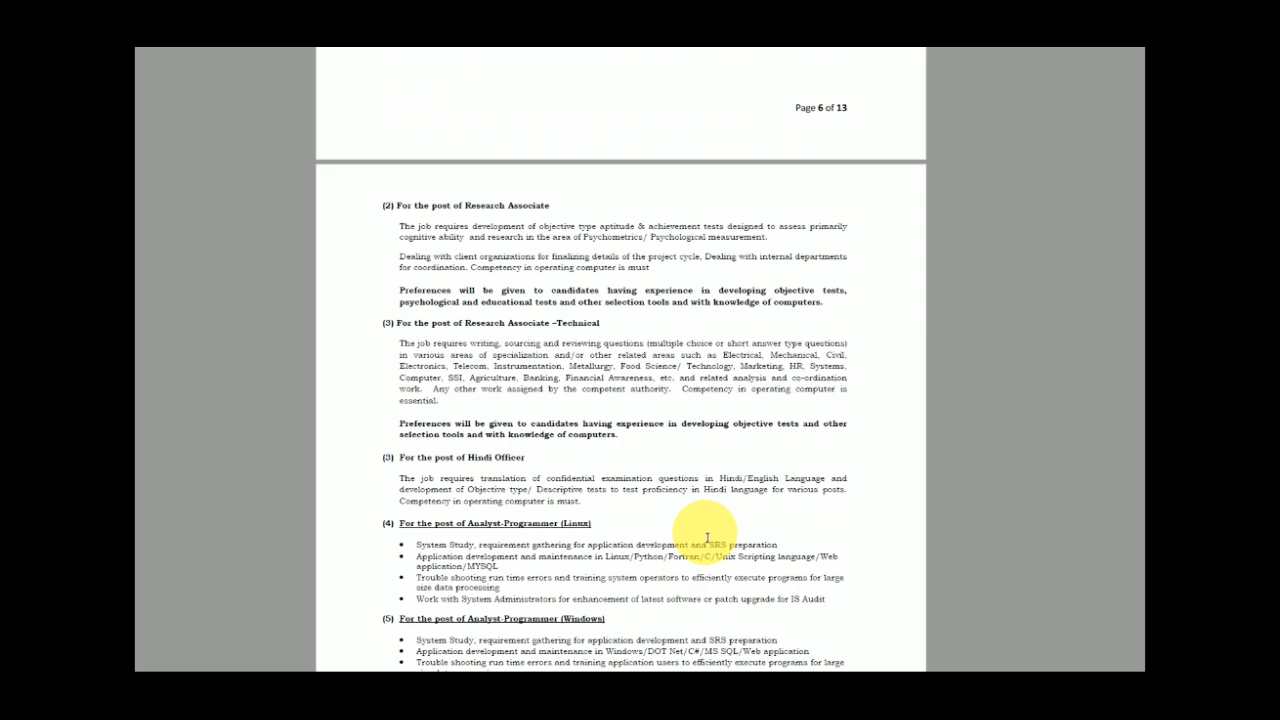 Page 6 of 13
(2) For the post of Research Associate
The job requires development of objective type aptitude & achievement tests designed to assess primarily
cognitive ability and research in the area of Psychometrics/ Psychological measurement.
Dealing with client organizations for finalizing details of the project cycle, Dealing with internal departments
for coordination. Competency in operating computer is must
Preferences will be given to candidates having experience in developing objective tests,
psychological and educational tests and other selection tools and with knowledge of computers.
(3) For the post of Research Associate –Technical
The job requires writing, sourcing and reviewing questions (multiple choice or short answer type questions)
in various areas of specialization and/or other related areas such as Electrical, Mechanical, Civil,
Electronics, Telecom, Instrumentation, Metallurgy, Food Science/ Technology, Marketing, HR, Systems,
Computer, SSI, Agriculture, Banking, Financial Awareness, etc. and related analysis and co-ordination
work. Any other work assigned by the competent authority. Competency in operating computer is
essential.
Preferences will be given to candidates having experience in developing objective tests and other
selection tools and with knowledge of computers.
(3) For the post of Hindi Officer
The job requires translation of confidential examination questions in Hindi/English Language and
development of Objective type/ Descriptive tests to test proficiency in Hindi language for various posts.
Competency in operating computer is must.
(4) For the post of Analyst-Programmer (Linux)
• System Study, requirement gathering for application development and SRS preparation
• Application development and maintenance in Linux/Python/Fortran/C/Unix Scripting language/Web
application/MYSQL
• Trouble shooting run time errors and training system operators to efficiently execute programs for large
size data processing
• Work with System Administrators for enhancement of latest software or patch upgrade for IS Audit
(5) For the post of Analyst-Programmer (Windows)
• System Study, requirement gathering for application development and SRS preparation
• Application development and maintenance in Windows/DOT Net/C#/MS SQL/Web application
• Trouble shooting run time errors and training application users to efficiently execute programs for large